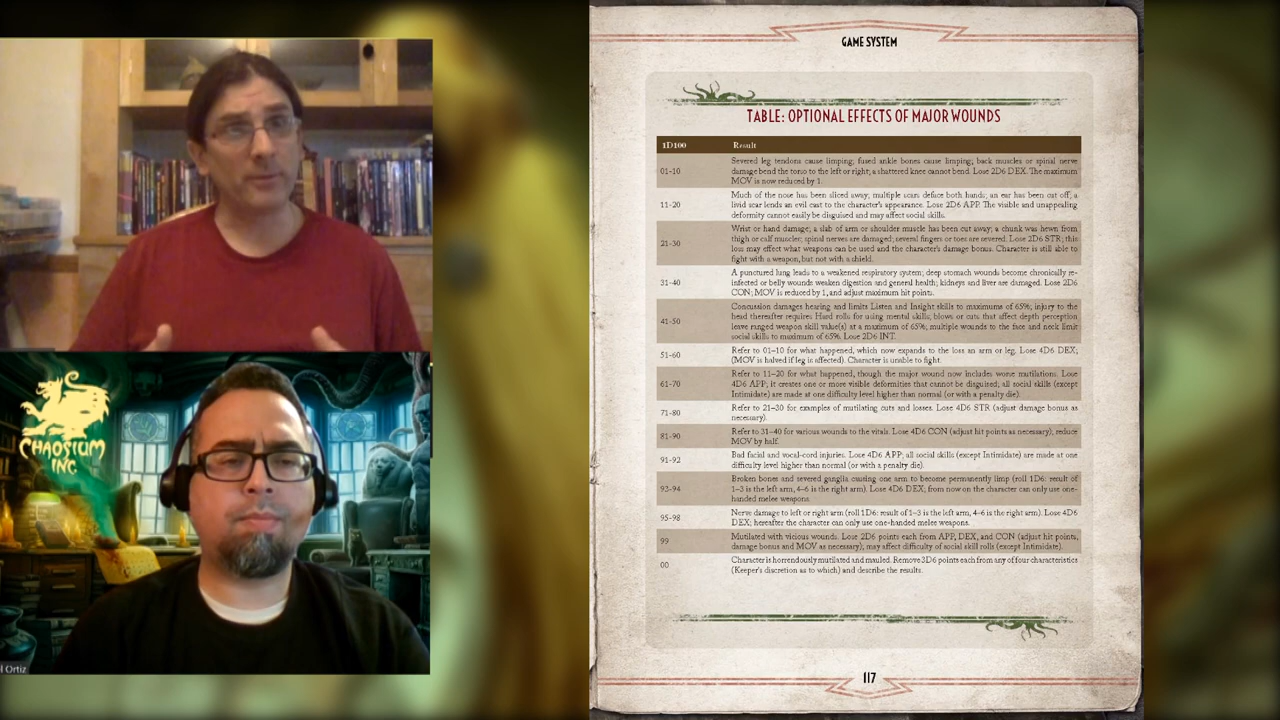 GAME SYSTEM
TABLE: OPTIONAL EFFECTS OF MAJOR WOUNDS
1D100 Result
01-10 Severed leg tendons cause limping; fused ankle bones cause limping; back muscles or spinal nerve
damage bend the torso to the left or right; a shattered knee cannot bend. Lose 2D6 DEX. The maximum
MOV is now reduced by 1.
11-20 Much of the nose has been sliced away; multiple scars deface both hands; an ear has been cut off; a
livid scar lends an evil cast to the character's appearance. Lose 2D6 APP. The visible and unappealing
deformity cannot easily be disguised and may affect social skills.
21-30 Wrist or hand damage; a slab of arm or shoulder muscle has been cut away; a chunk was hewn from
thigh or calf muscles; spinal nerves are damaged; several fingers or toes are severed. Lose 2D6 STR; this
loss may effect what weapons can be used and the character's damage bonus. Character is still able to
fight with a weapon, but not with a shield.
31-40 A punctured lung leads to a weakened respiratory system; deep stomach wounds become chronically re-
infected or belly wounds weaken digestion and general health; kidneys and liver are damaged. Lose 2D6
CON; MOV is reduced by 1, and adjust maximum hit points.
41-50 Concussion damages hearing and limits Listen and Insight skills to maximums of 65%; injury to the
head thereafter requires Hard rolls for using mental skills; blows or cuts that affect depth perception
leave ranged weapon skill value(s) at a maximum of 65%; multiple wounds to the face and neck limit
social skills to maximum of 65%. Lose 2D6 INT.
51-60 Refer to 01–10 for what happened, which now expands to the loss an arm or leg. Lose 4D6 DEX;
(MOV is halved if leg is affected). Character is unable to fight.
61-70 Refer to 11–20 for what happened, though the major wound now includes worse mutilations. Lose
4D6 APP; it creates one or more visible deformities that cannot be disguised; all social skills (except
Intimidate) are made at one difficulty level higher than normal (or with a penalty die).
71-80 Refer to 21–30 for examples of mutilating cuts and losses. Lose 4D6 STR (adjust damage bonus as
necessary).
81-90 Refer to 31–40 for various wounds to the vitals. Lose 4D6 CON (adjust hit points as necessary); reduce
MOV by half.
91-92 Bad facial and vocal-cord injuries. Lose 4D6 APP; all social skills (except Intimidate) are made at one
difficulty level higher than normal (or with a penalty die).
93-94 Broken bones and severed ganglia causing one arm to become permanently limp (roll 1D6: result of
1–3 is the left arm, 4–6 is the right arm). Lose 4D6 DEX; from now on the character can only use one-
handed melee weapons.
95-98 Nerve damage to left or right arm (roll 1D6: result of 1–3 is the left arm, 4–6 is the right arm). Lose 4D6
DEX; hereafter the character can only use one-handed melee weapons.
99 Mutilated with vicious wounds. Lose 2D6 points each from APP, DEX, and CON (adjust hit points,
damage bonus and MOV as necessary), may affect difficulty of social skill rolls (except Intimidate).
00 Character is horrendously mutilated and mauled. Remove 3D6 points each from any of four characteristics
(Keeper's discretion as to which) and describe the results.
117
CHAOSIUM
INC.
l Ortiz